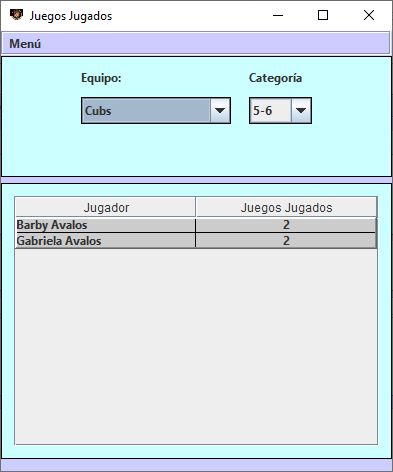 Juegos Jugados
Menú
Equipo: Categoría
Cubs 5-6
Jugador Juegos Jugados
Barby Avalos 2
Gabriela Avalos 2